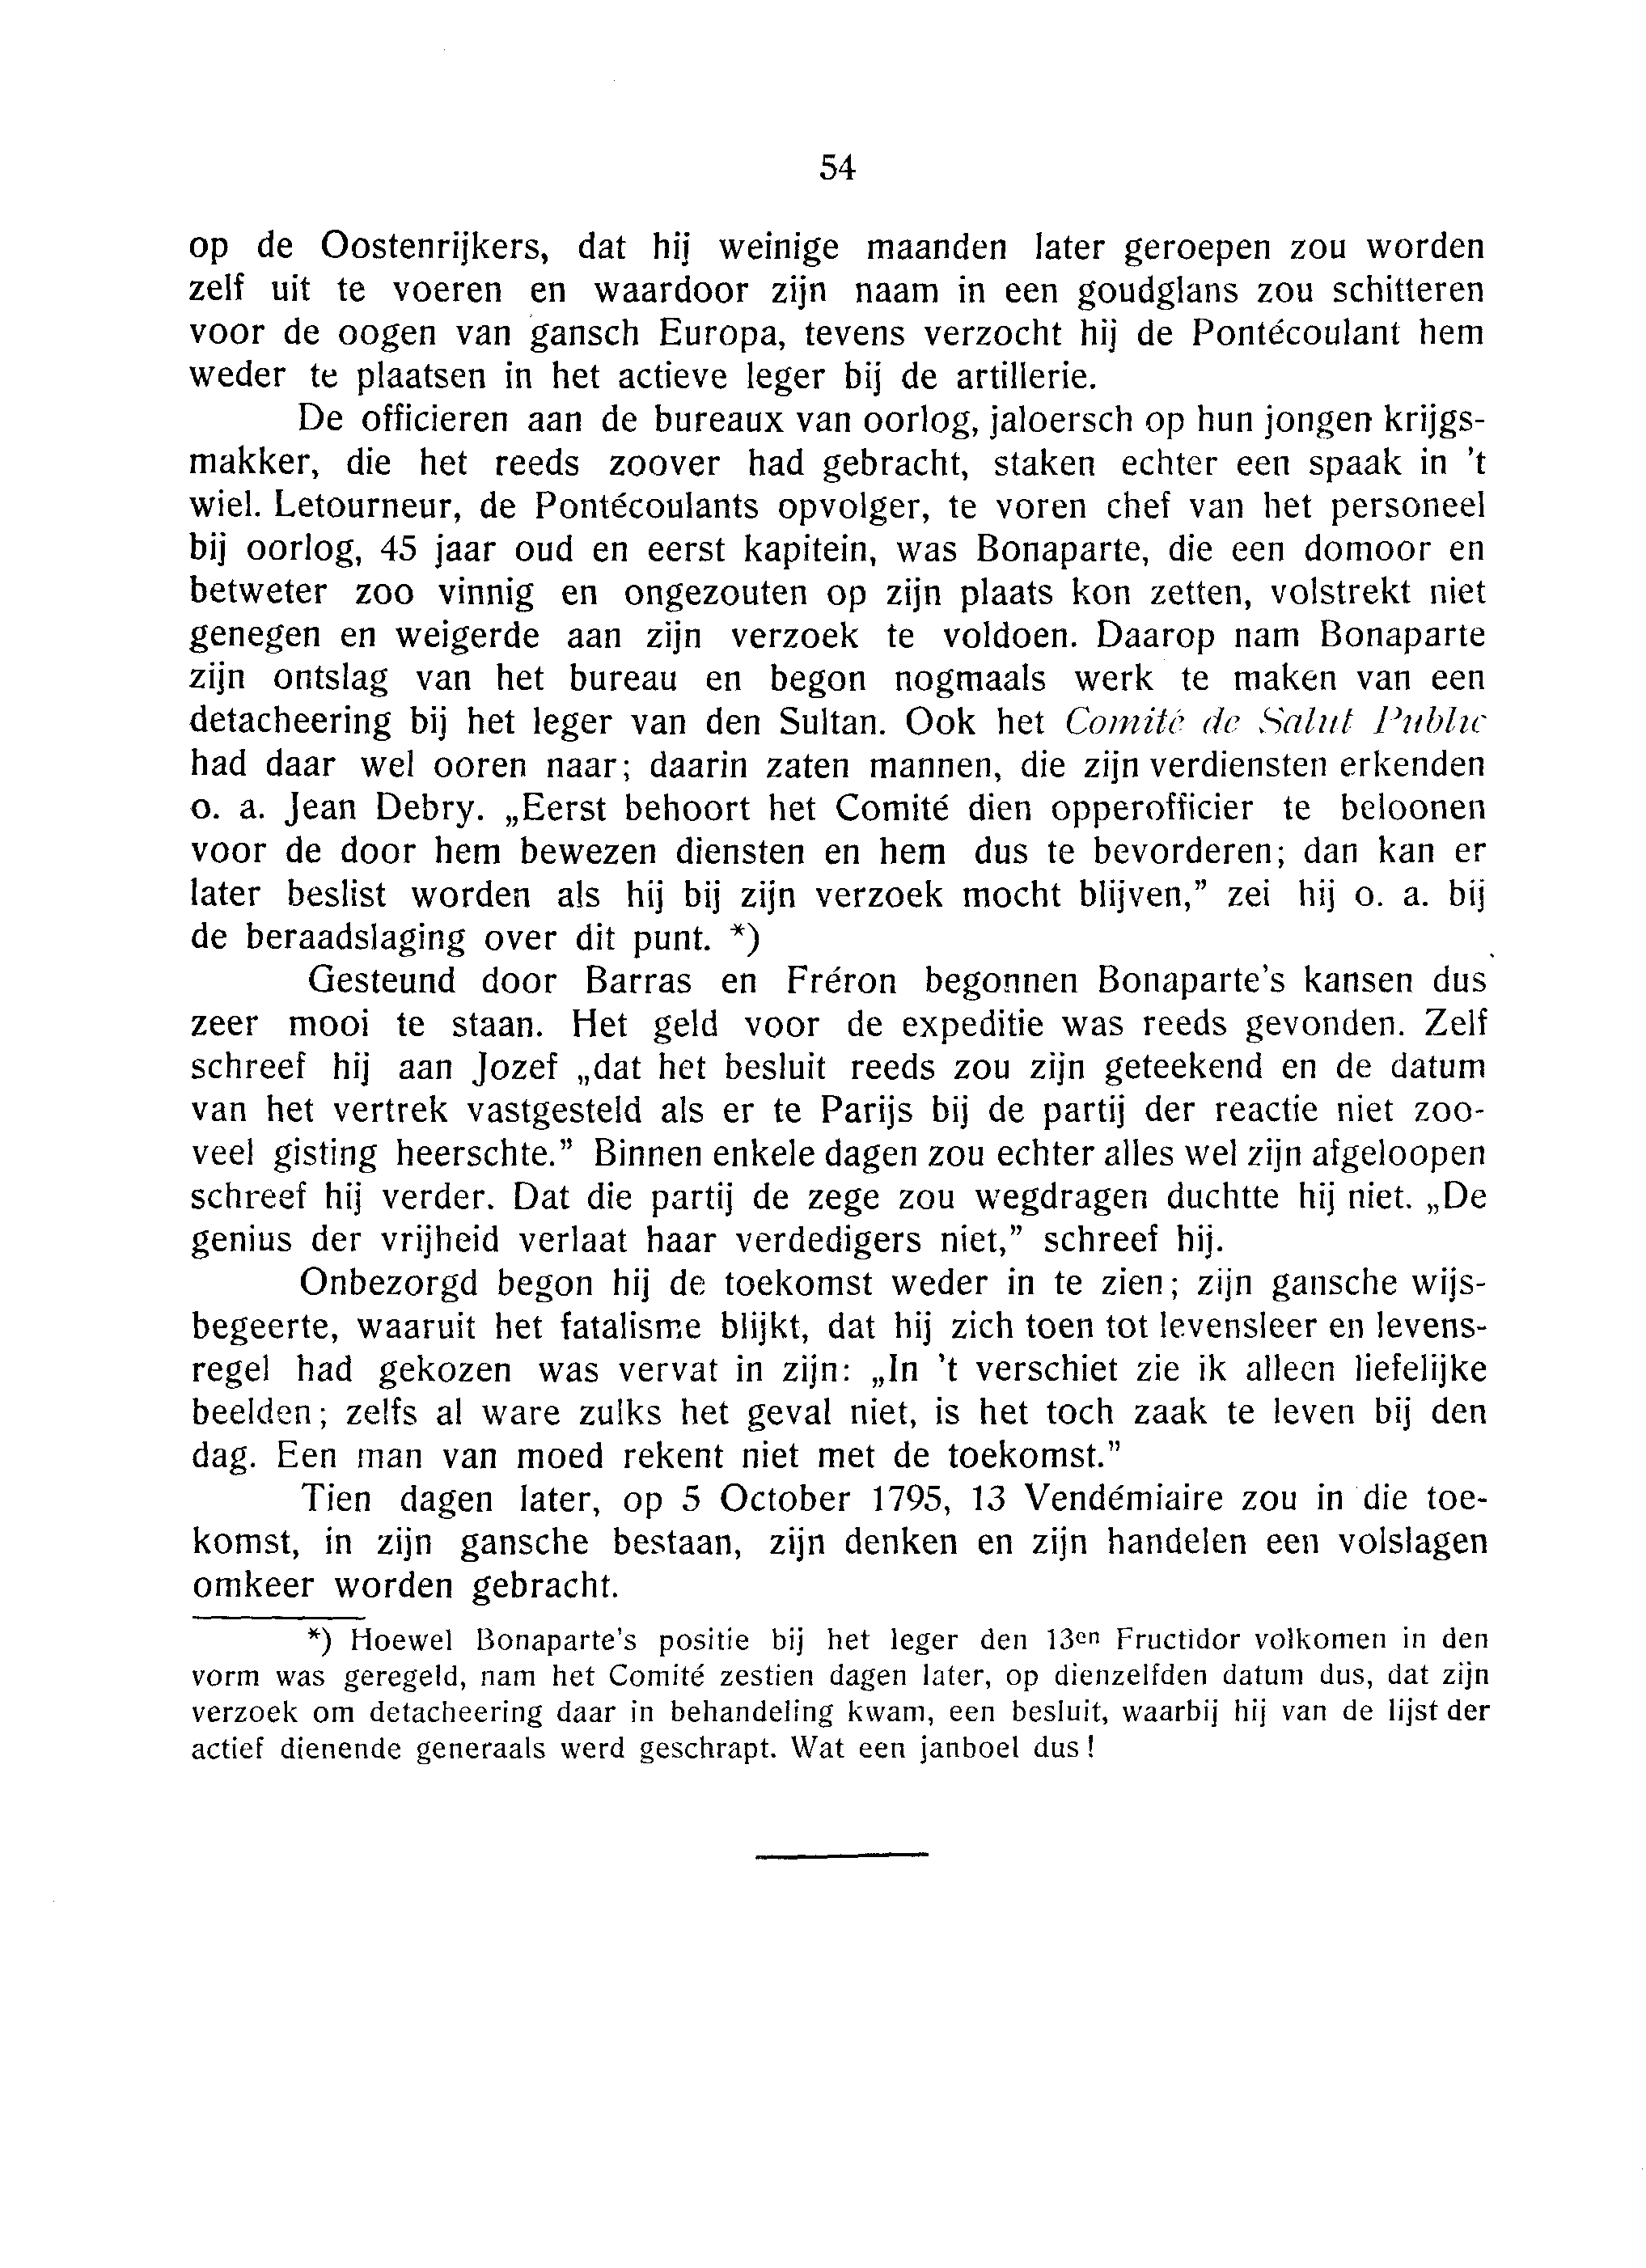 54
op de Oostenrijkers, dat hij weinige maanden later geroepen zou worden
zelf uit te voeren en waardoor zijn naam in een goudglans zou schitteren
voor de oogen van gansch Europa, tevens verzocht hij de Pontécoulant hem
weder te plaatsen in het actieve leger bij de artillerie.
De officieren aan de bureaux van oorlog, jaloersch op hun jongen krijgs-
makker, die het reeds zoover had gebracht, staken echter een spaak in 't
wiel. Letourneur, de Pontécoulants opvolger, te voren chef van het personeel
bij oorlog, 45 jaar oud en eerst kapitein, was Bonaparte, die een domoor en
betweter zoo vinnig en ongezouten op zijn plaats kon zetten, volstrekt niet
genegen en weigerde aan zijn verzoek te voldoen. Daarop nam Bonaparte
zijn ontslag van het bureau en begon nogmaals werk te maken van een
detacheering bij het leger van den Sultan. Ook het Comité de Salut Public
had daar wel ooren naar; daarin zaten mannen, die zijn verdiensten erkenden
o. a. Jean Debry. „Eerst behoort het Comité dien opperofficier te beloonen
voor de door hem bewezen diensten en hem dus te bevorderen; dan kan er
later beslist worden als hij bij zijn verzoek mocht blijven,” zei hij o. a. bij
de beraadslaging over dit punt. *)
Gesteund door Barras en Fréron begonnen Bonaparte's kansen dus
zeer mooi te staan. Het geld voor de expeditie was reeds gevonden. Zelf
schreef hij aan Jozef „dat het besluit reeds zou zijn geteekend en de datum
van het vertrek vastgesteld als er te Parijs bij de partij der reactie niet zoo-
veel gisting heerschte.” Binnen enkele dagen zou echter alles wel zijn afgeloopen
schreef hij verder. Dat die partij de zege zou wegdragen duchtte hij niet. „De
genius der vrijheid verlaat haar verdedigers niet,” schreef hij.
Onbezorgd begon hij de toekomst weder in te zien; zijn gansche wijs-
begeerte, waaruit het fatalisme blijkt, dat hij zich toen tot levensleer en levens-
regel had gekozen was vervat in zijn: „In 't verschiet zie ik alleen liefelijke
beelden; zelfs al ware zulks het geval niet, is het toch zaak te leven bij den
dag. Een man van moed rekent niet met de toekomst.”
Tien dagen later, op 5 October 1795, 13 Vendémiaire zou in die toe-
komst, in zijn gansche bestaan, zijn denken en zijn handelen een volslagen
omkeer worden gebracht.
*) Hoewel Bonaparte's positie bij het leger den 13en Fructidor volkomen in den
vorm was geregeld, nam het Comité zestien dagen later, op dienzelfden datum dus, dat zijn
verzoek om detacheering daar in behandeling kwam, een besluit, waarbij hij van de lijst der
actief dienende generaals werd geschrapt. Wat een janboel dus!